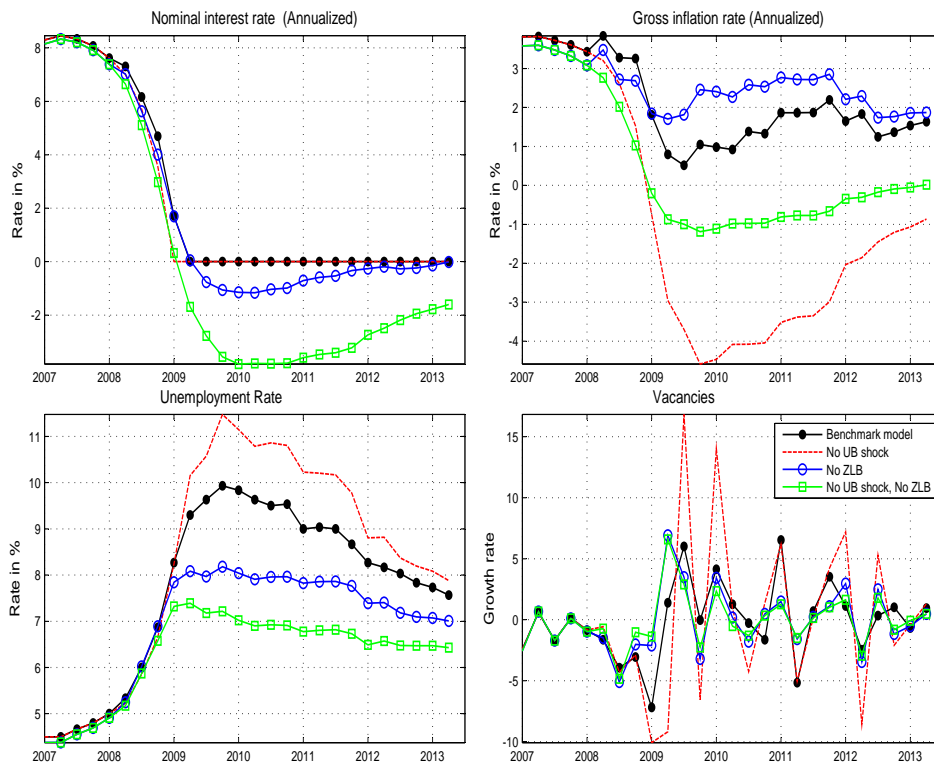 Nominal interest rate (Annualized)
Rate in %
8
6
4
2
0
-2
2007 2008 2009 2010 2011 2012 2013
Gross inflation rate (Annualized)
Rate in %
3
2
1
0
-1
-2
-3
-4
2007 2008 2009 2010 2011 2012 2013
Unemployment Rate
Rate in %
11
10
9
8
7
6
5
2007 2008 2009 2010 2011 2012 2013
Vacancies
Growth rate
15
10
5
0
-5
-10
2007 2008 2009 2010 2011 2012 2013
Benchmark model
No UB shock
No ZLB
No UB shock, No ZLB